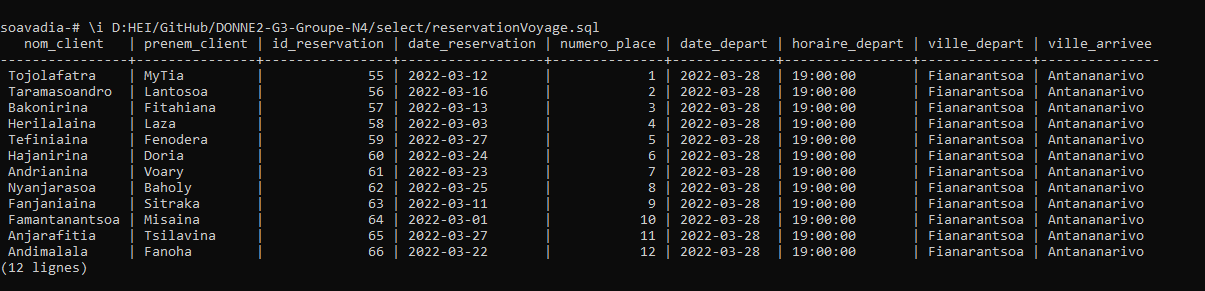 soavadia-# \i D:HEI/GitHub/DONNE2-G3-Groupe-N4/select/reservationVoyage.sql
   nom_client   | prenem_client | id_reservation | date_reservation | numero_place | date_depart | horaire_depart | ville_depart | ville_arrivee
----------------+---------------+----------------+------------------+--------------+-------------+----------------+--------------+---------------
 Tojolafatra    | MyTia         |             55 | 2022-03-12       |            1 | 2022-03-28  | 19:00:00       | Fianarantsoa | Antananarivo
 Taramasoandro  | Lantosoa      |             56 | 2022-03-16       |            2 | 2022-03-28  | 19:00:00       | Fianarantsoa | Antananarivo
 Bakonirina     | Fitahiana     |             57 | 2022-03-13       |            3 | 2022-03-28  | 19:00:00       | Fianarantsoa | Antananarivo
 Herilalaina    | Laza          |             58 | 2022-03-03       |            4 | 2022-03-28  | 19:00:00       | Fianarantsoa | Antananarivo
 Tefiniaina     | Fenodera      |             59 | 2022-03-27       |            5 | 2022-03-28  | 19:00:00       | Fianarantsoa | Antananarivo
 Hajanirina     | Doria         |             60 | 2022-03-24       |            6 | 2022-03-28  | 19:00:00       | Fianarantsoa | Antananarivo
 Andrianina     | Voary         |             61 | 2022-03-23       |            7 | 2022-03-28  | 19:00:00       | Fianarantsoa | Antananarivo
 Nyanjarasoa    | Baholy        |             62 | 2022-03-25       |            8 | 2022-03-28  | 19:00:00       | Fianarantsoa | Antananarivo
 Fanjaniaina    | Sitraka       |             63 | 2022-03-11       |            9 | 2022-03-28  | 19:00:00       | Fianarantsoa | Antananarivo
 Famantanantsoa | Misaina       |             64 | 2022-03-01       |           10 | 2022-03-28  | 19:00:00       | Fianarantsoa | Antananarivo
 Anjarafitia    | Tsilavina     |             65 | 2022-03-27       |           11 | 2022-03-28  | 19:00:00       | Fianarantsoa | Antananarivo
 Andimalala     | Fanoha        |             66 | 2022-03-22       |           12 | 2022-03-28  | 19:00:00       | Fianarantsoa | Antananarivo
(12 lignes)